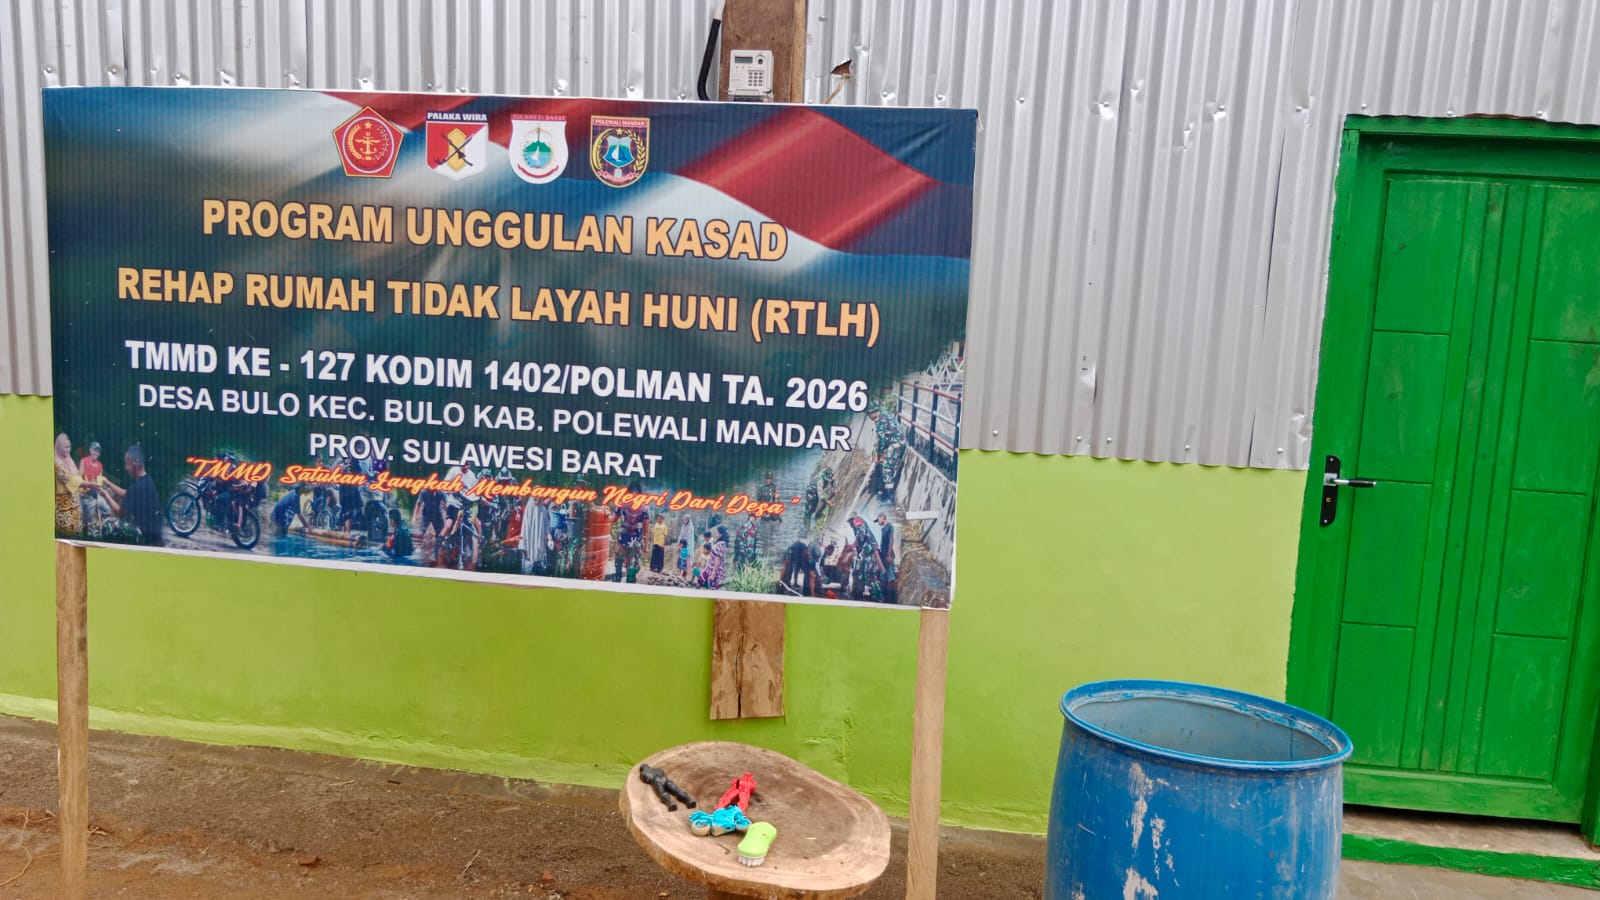 PALAKA WIRA
SULAWESI BARAT
POLEWALI MANDAR
PROGRAM UNGGULAN KASAD
REHAP RUMAH TIDAK LAYAH HUNI (RTLH)
TMMD KE - 127 KODIM 1402/POLMAN TA. 2026
DESA BULO KEC. BULO KAB. POLEWALI MANDAR
PROV. SULAWESI BARAT
"TMMD Satukan Langkah Membangun Negri Dari Desa"